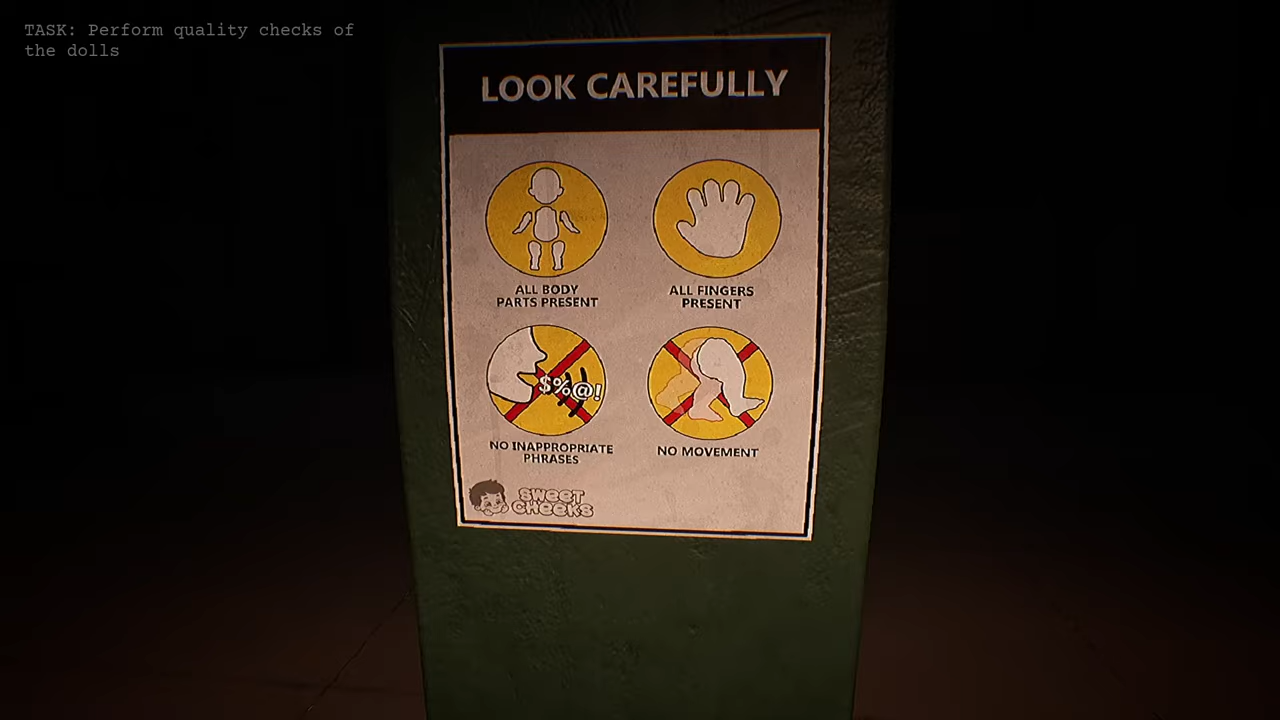 TASK: Perform quality checks of
the dolls
LOOK CAREFULLY
ALL BODY
PARTS PRESENT
ALL FINGERS
PRESENT
$%@!
NO INAPPROPRIATE
PHRASES
NO MOVEMENT
SWEET
CHEEKS